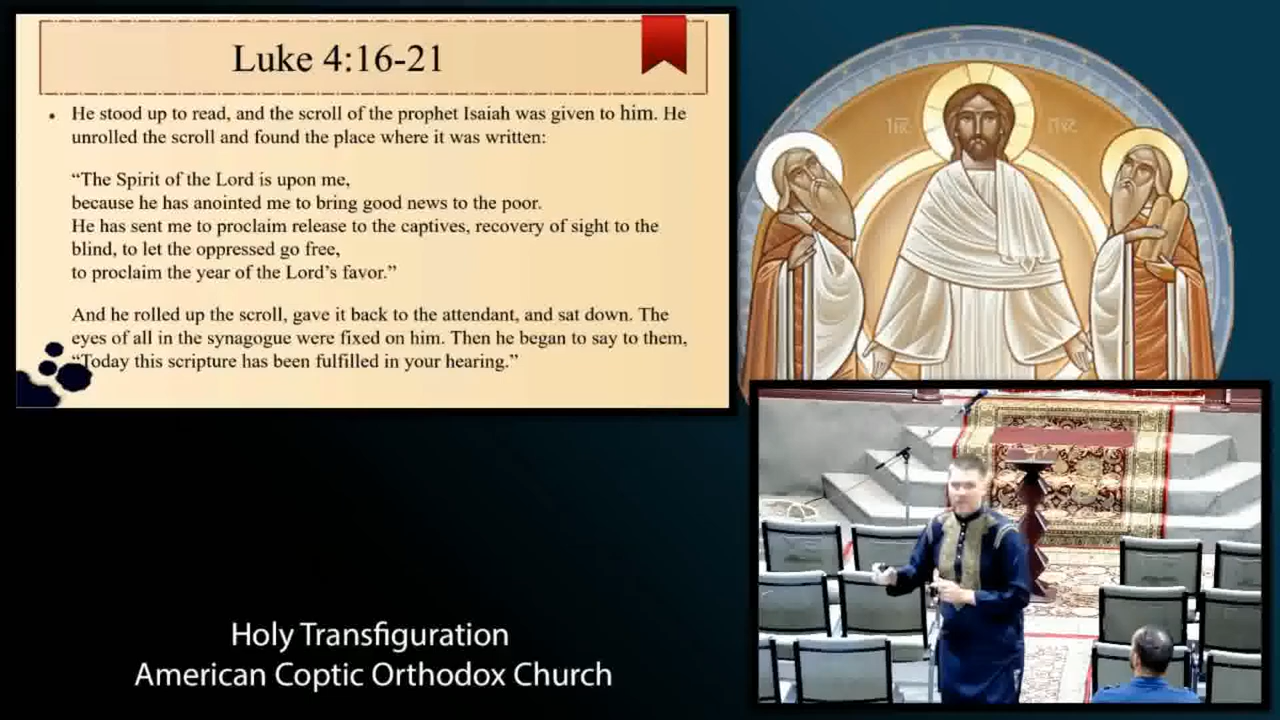 Luke 4:16-21
• He stood up to read, and the scroll of the prophet Isaiah was given to him. He
unrolled the scroll and found the place where it was written:
“The Spirit of the Lord is upon me,
because he has anointed me to bring good news to the poor.
He has sent me to proclaim release to the captives, recovery of sight to the
blind, to let the oppressed go free,
to proclaim the year of the Lord’s favor.”
And he rolled up the scroll, gave it back to the attendant, and sat down. The
eyes of all in the synagogue were fixed on him. Then he began to say to them,
“Today this scripture has been fulfilled in your hearing.”
Holy Transfiguration
American Coptic Orthodox Church